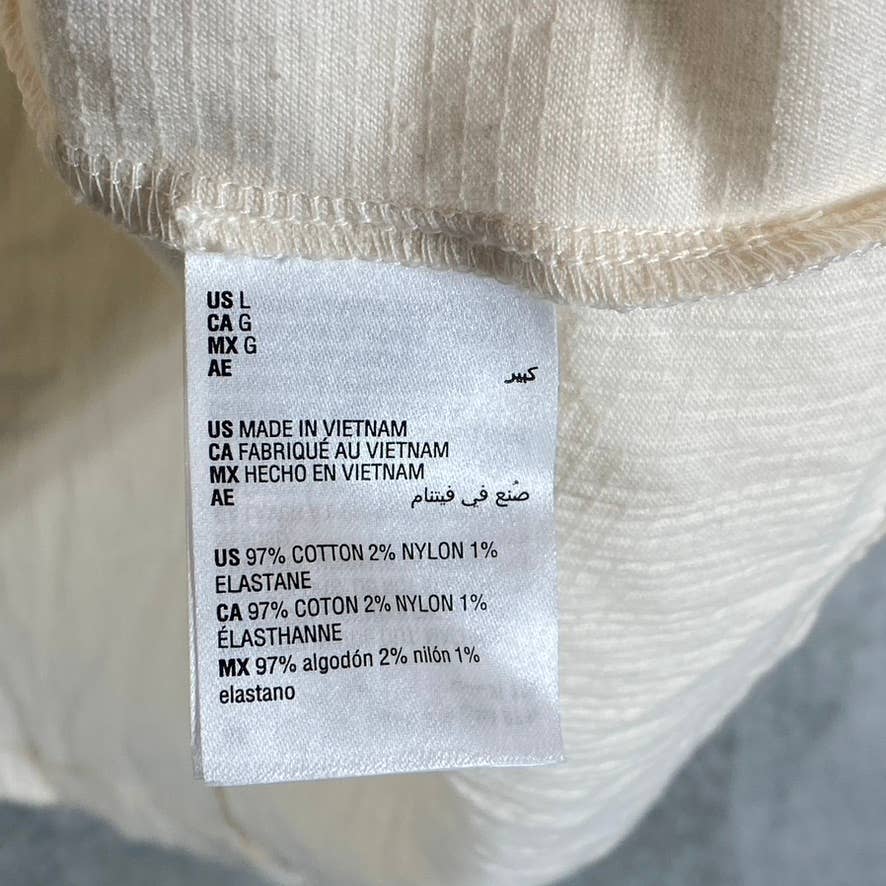 US L
CA G
MX G
AE كبير
US MADE IN VIETNAM
CA FABRIQUÉ AU VIETNAM
MX HECHO EN VIETNAM
AE صُنع في فيتنام
US 97% COTTON 2% NYLON 1%
ELASTANE
CA 97% COTON 2% NYLON 1%
ÉLASTHANNE
MX 97% algodón 2% nilón 1%
elastano